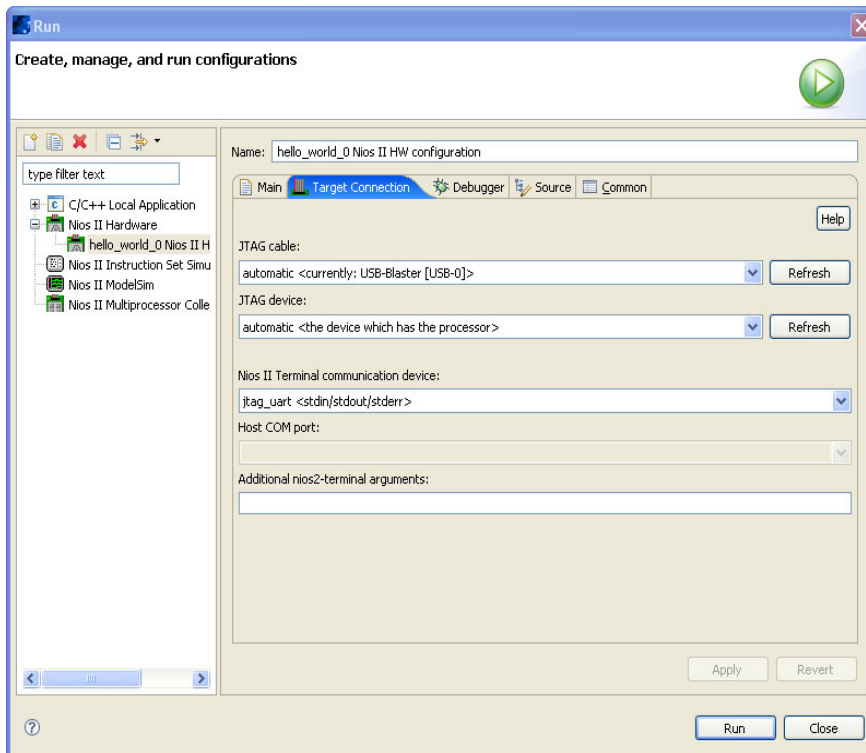 Run
Create, manage, and run configurations
type filter text
C/C++ Local Application
Nios II Hardware
hello_world_0 Nios II H
Nios II Instruction Set Simu
Nios II ModelSim
Nios II Multiprocessor Colle
Name: hello_world_0 Nios II HW configuration
Main Target Connection Debugger Source Common
Help
JTAG cable:
automatic <currently: USB-Blaster [USB-0]> Refresh
JTAG device:
automatic <the device which has the processor> Refresh
Nios II Terminal communication device:
jtag_uart <stdin/stdout/stderr>
Host COM port:
Additional nios2-terminal arguments:
Apply Revert
Run Close